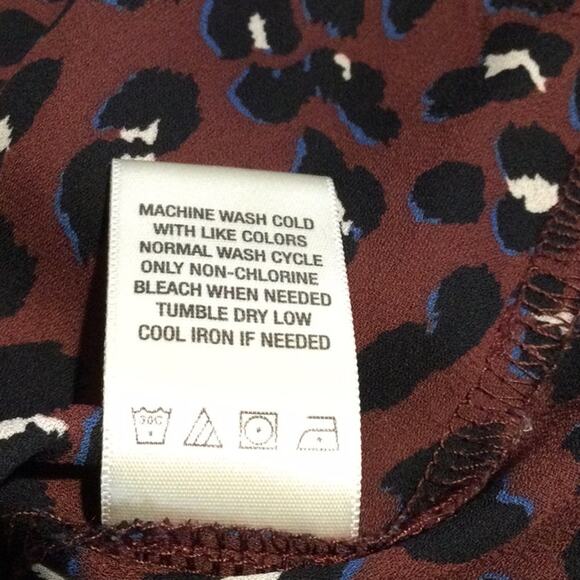 MACHINE WASH COLD
WITH LIKE COLORS
NORMAL WASH CYCLE
ONLY NON-CHLORINE
BLEACH WHEN NEEDED
TUMBLE DRY LOW
COOL IRON IF NEEDED
30C